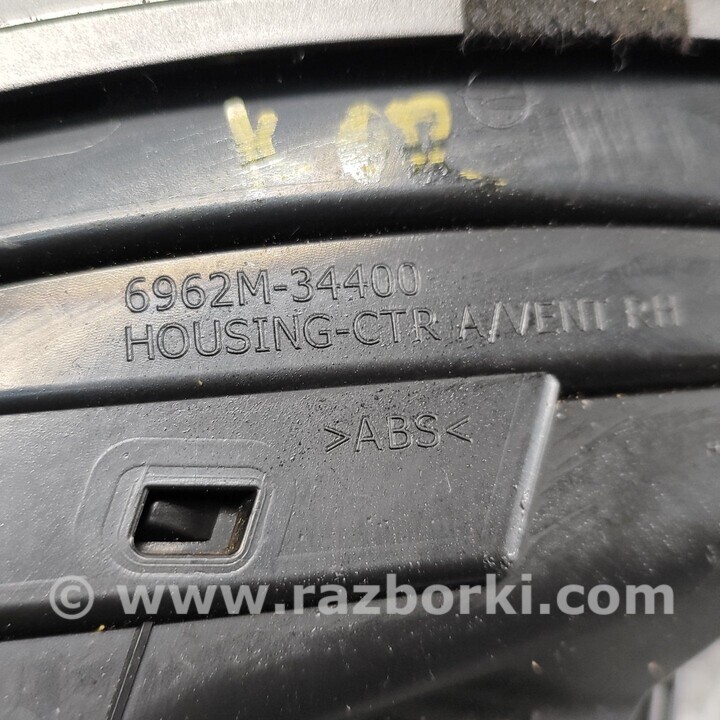 6962M-34400
HOUSING-CTR A/VENT RH
>ABS<
© www.razborki.com